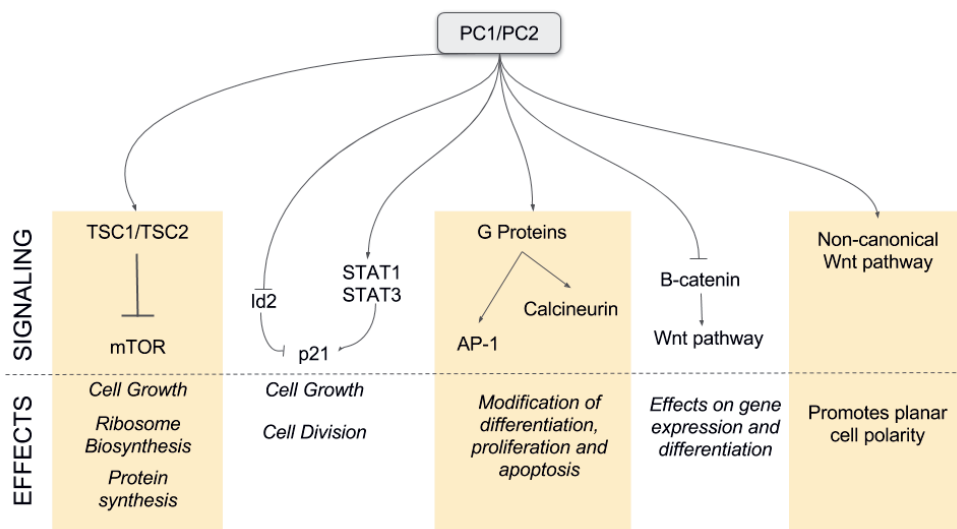 PC1/PC2
SIGNALING
TSC1/TSC2
mTOR
Id2
STAT1
STAT3
p21
G Proteins
Calcineurin
AP-1
B-catenin
Wnt pathway
Non-canonical
Wnt pathway
EFFECTS
Cell Growth
Ribosome
Biosynthesis
Protein
synthesis
Cell Growth
Cell Division
Modification of
differentiation,
proliferation and
apoptosis
Effects on gene
expression and
differentiation
Promotes planar
cell polarity